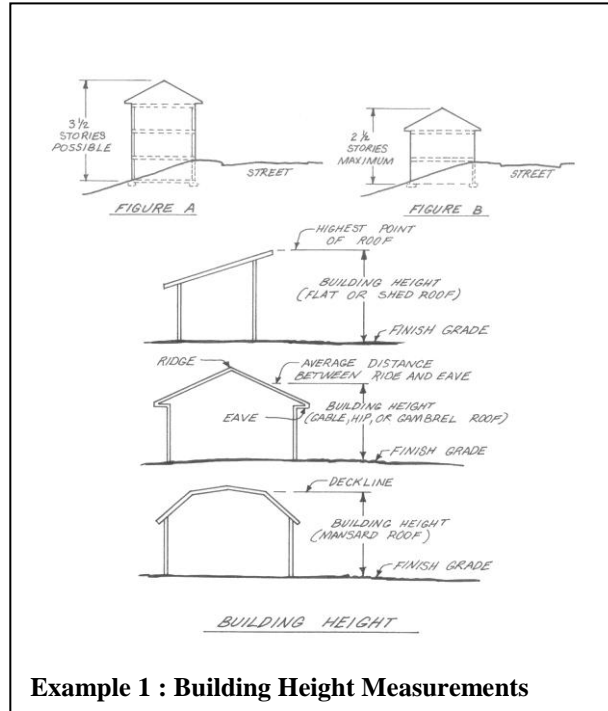 3 1/2
STORIES
POSSIBLE
STREET
FIGURE A
2 1/2
STORIES
MAXIMUM
STREET
FIGURE B
HIGHEST POINT
OF ROOF
BUILDING HEIGHT
(FLAT OR SHED ROOF)
FINISH GRADE
RIDGE
AVERAGE DISTANCE
BETWEEN RIDE AND EAVE
EAVE
BUILDING HEIGHT
(GABLE, HIP, OR GAMBREL ROOF)
FINISH GRADE
DECKLINE
BUILDING HEIGHT
(MANSARD ROOF)
FINISH GRADE
BUILDING HEIGHT
Example 1 : Building Height Measurements